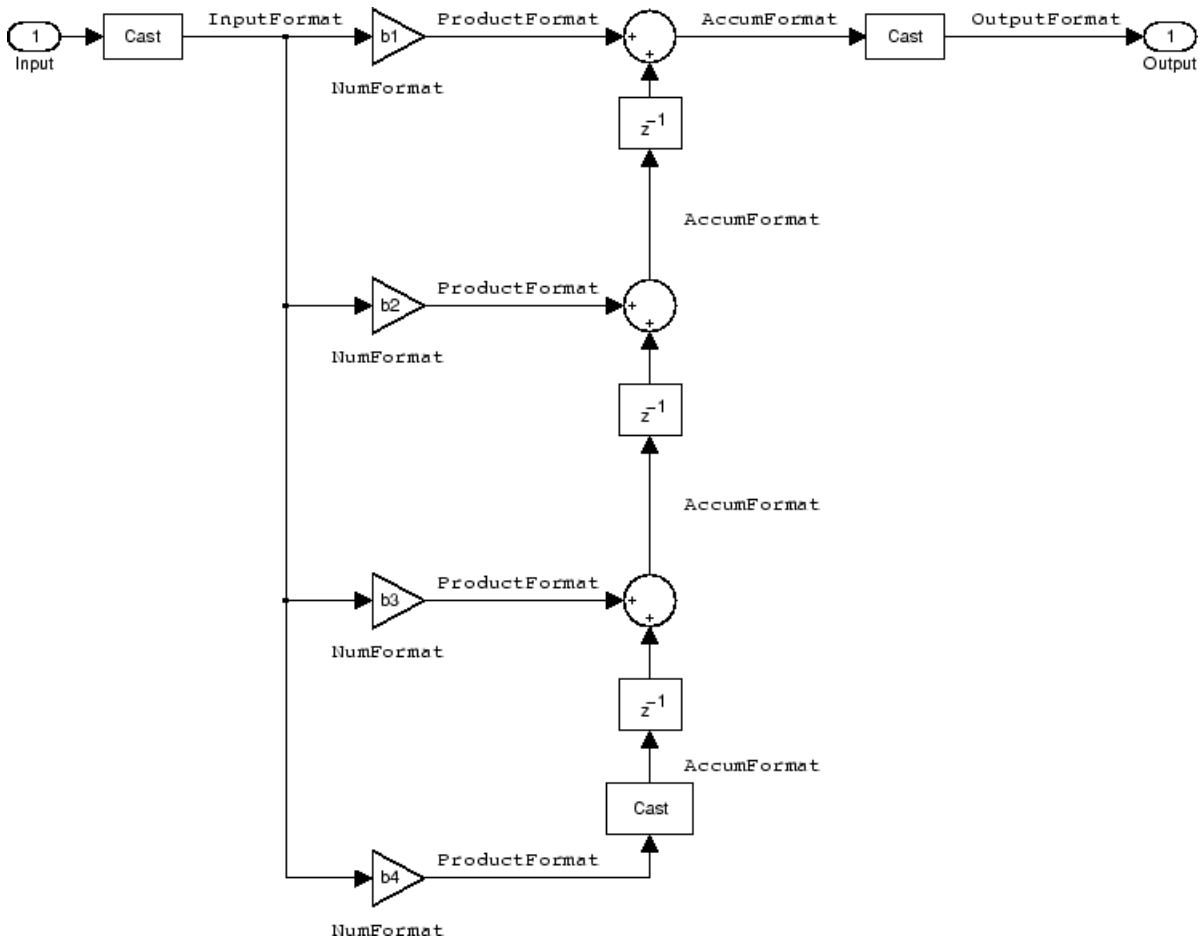 InputFormat
ProductFormat
AccumFormat
OutputFormat
1
Cast
b1
+
+
Cast
1
Input
Output
NumFormat
z−1
AccumFormat
ProductFormat
b2
+
+
NumFormat
z−1
AccumFormat
ProductFormat
b3
+
+
NumFormat
z−1
AccumFormat
Cast
ProductFormat
b4
NumFormat